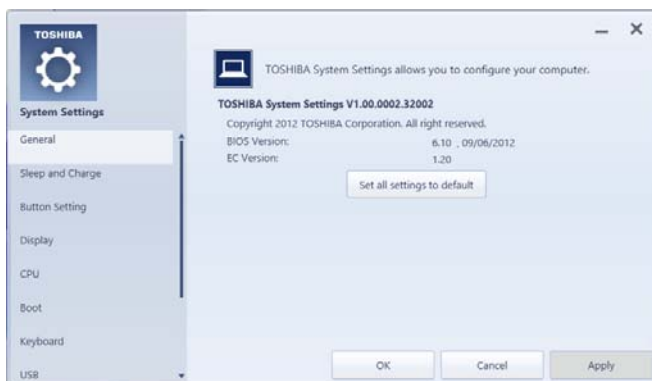 TOSHIBA
System Settings
General
Sleep and Charge
Button Setting
Display
CPU
Boot
Keyboard
USB
TOSHIBA System Settings allows you to configure your computer.
TOSHIBA System Settings V1.00.0002.32002
Copyright 2012 TOSHIBA Corporation. All right reserved.
BIOS Version: 6.10 , 09/06/2012
EC Version: 1.20
Set all settings to default
OK Cancel Apply